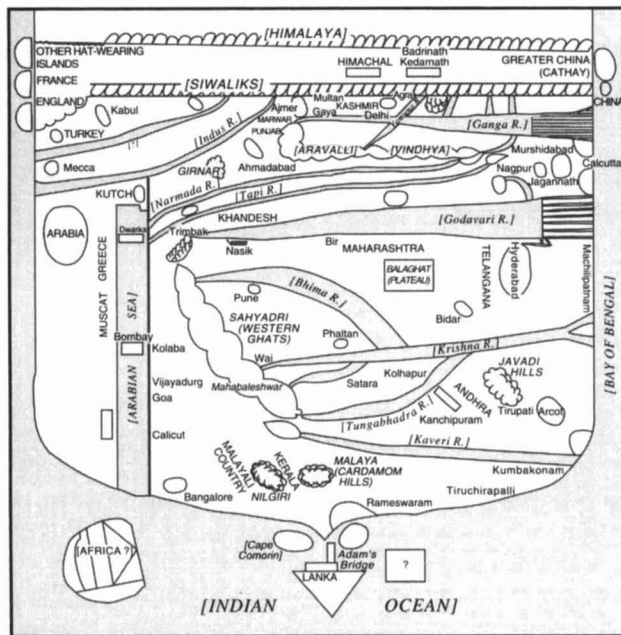 [HIMALAYA]
OTHER HAT-WEARING
ISLANDS
FRANCE
ENGLAND
HIMACHAL
Badrinath
Kedarnath
GREATER CHINA
(CATHAY)
CHINA
[SIWALIKS]
Kabul
TURKEY
[?]
Mecca
[Indus R.]
Ajmer
MARWAR
PUNJAB
Multan
Gaya
KASHMIR
Delhi
Agra
[Ganga R.]
[ARAVALLI]
[VINDHYA]
Murshidabad
Calcutta
Nagpur
Jagannath
GIRNAR
Ahmadabad
KUTCH
[Narmada R.]
[Tapi R.]
ARABIA
MUSCAT
GREECE
Dwarka
KHANDESH
[Godavari R.]
Trimbak
Nasik
Bir
MAHARASHTRA
BALAGHAT
(PLATEAU)
TELANGANA
Hyderabad
Machilipatnam
[BAY OF BENGAL]
[ARABIAN
SEA]
Bombay
Kolaba
Pune
[Bhima R.]
SAHYADRI
(WESTERN
GHATS)
Phaltan
Bidar
[Krishna R.]
Wai
Mahabaleshwar
Satara
Kolhapur
JAVADI
HILLS
Vijayadurg
Goa
[Tungabhadra R.]
ANDHRA
Kanchipuram
Tirupati
Arcot
Calicut
[Kaveri R.]
Kumbakonam
MALAYALI
COUNTRY
KERALA
NILGIRI
MALAYA
(CARDAMOM
HILLS)
Tiruchirapalli
Bangalore
Rameswaram
[AFRICA ?]
[Cape
Comorin]
Adam's
Bridge
?
LANKA
[INDIAN
OCEAN]